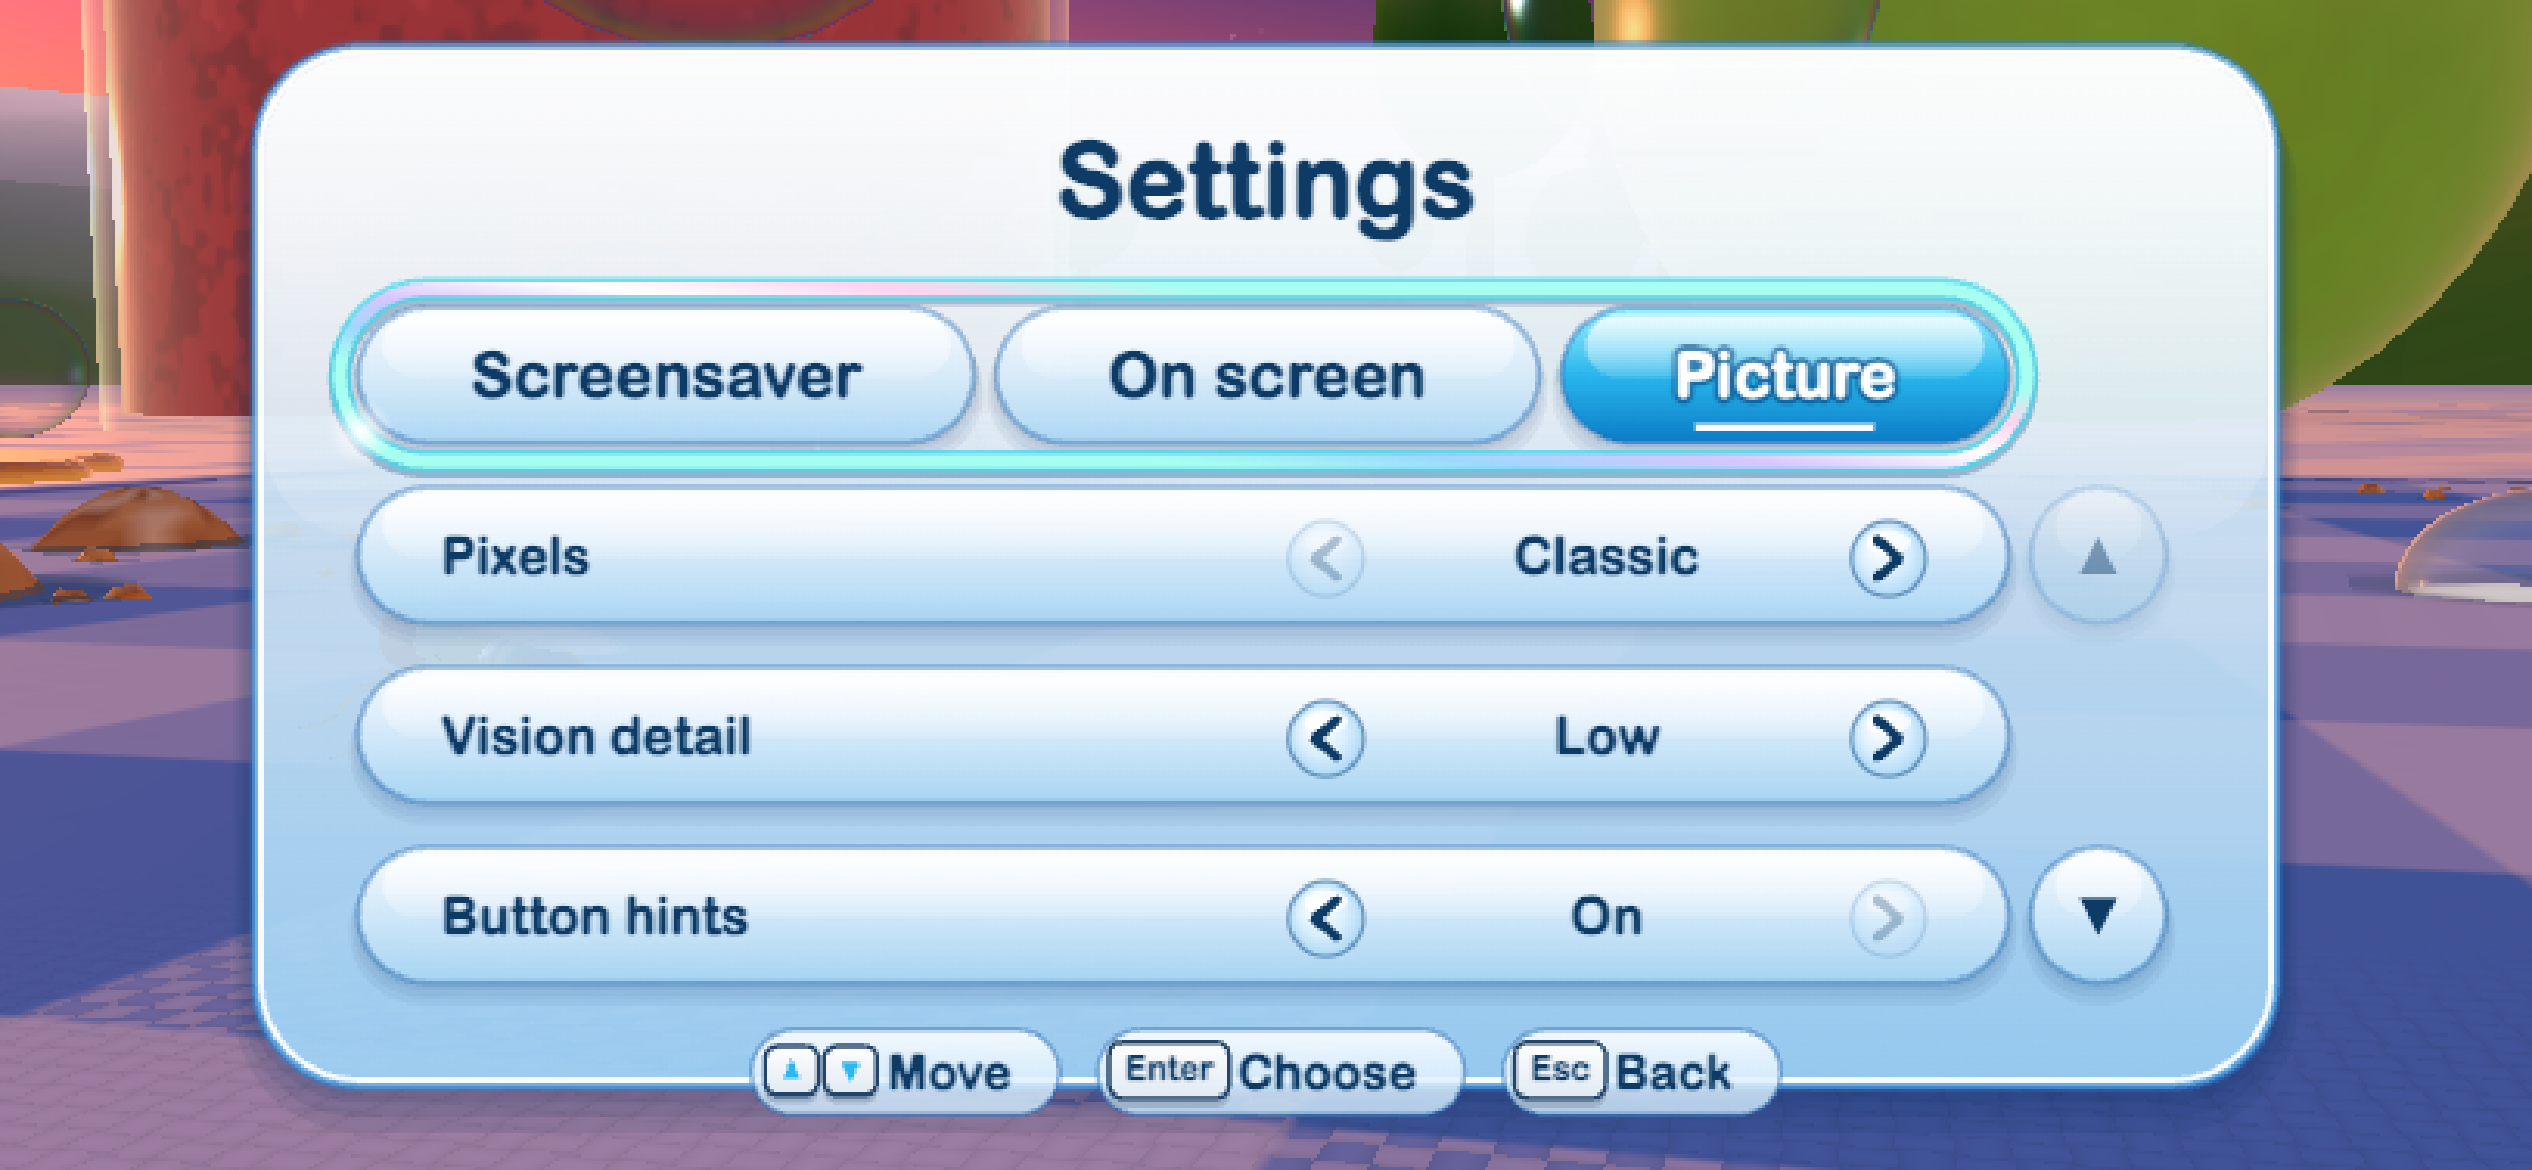 Settings
Screensaver On screen Picture
Pixels < Classic >
▲
Vision detail < Low >
Button hints < On >
▼
▲ ▼ Move Enter Choose Esc Back